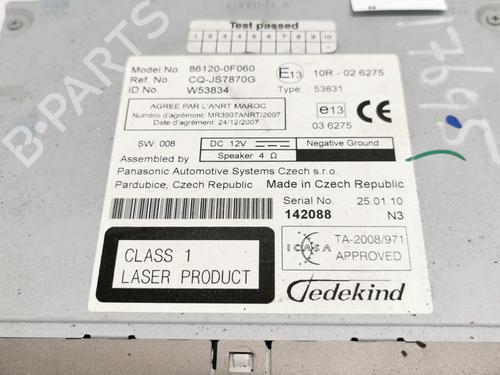 Test passed
1 2 3 4 5 6 7 8 9 10
Model No. 86120-0F060
Ref. No. CQ-JS7870G
ID No. W53834
E13 10R - 02 6275
Type: 53831
AGREE PAR L'ANRT MAROC
Numéro d'agrément: MR3907ANRT/2007
Date d'agrément: 24/12/2007
e13 CE
03 6275
SW: 008
DC 12V Negative Ground
Speaker 4 Ω
Assembled by
Panasonic Automotive Systems Czech s.r.o.
Pardubice, Czech Republic Made in Czech Republic
Serial No. 25.01.10
142088 N3
CLASS 1
LASER PRODUCT
ICASA
TA-2008/971
APPROVED
Tedekind
17695
B-PARTS